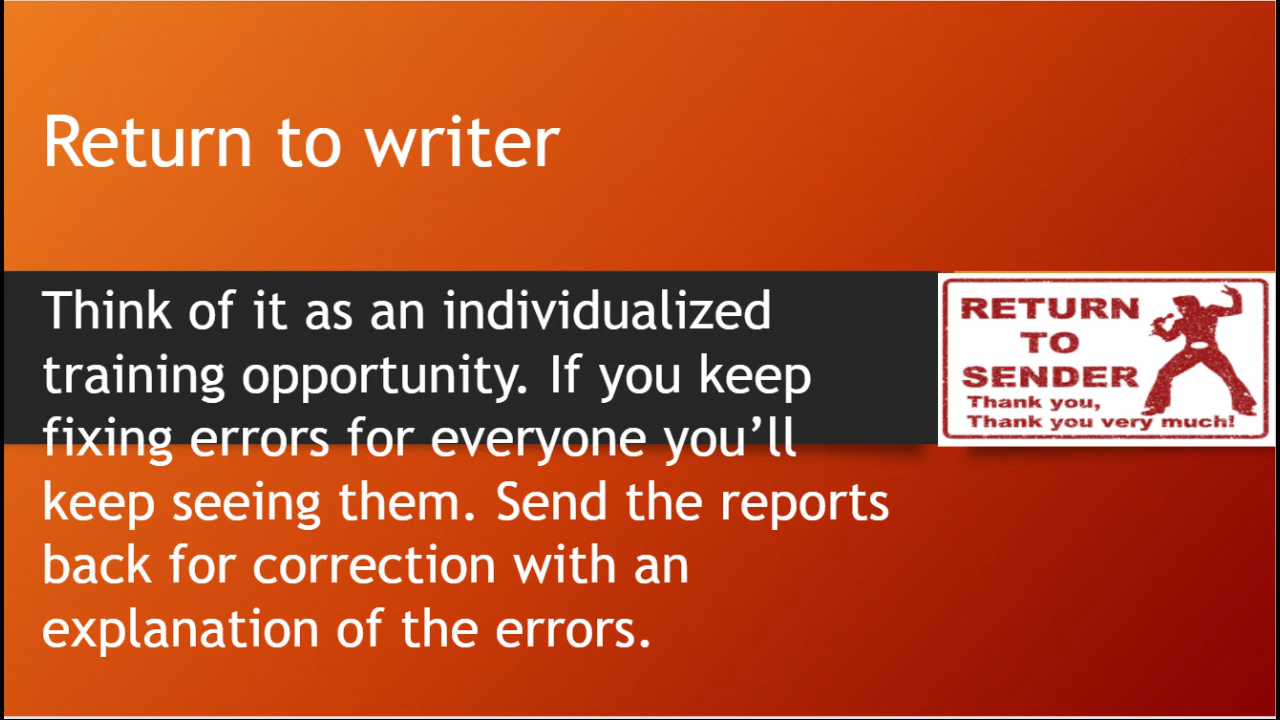 Return to writer
Think of it as an individualized
training opportunity. If you keep
fixing errors for everyone you’ll
keep seeing them. Send the reports
back for correction with an
explanation of the errors.
RETURN
TO
SENDER
Thank you,
Thank you very much!